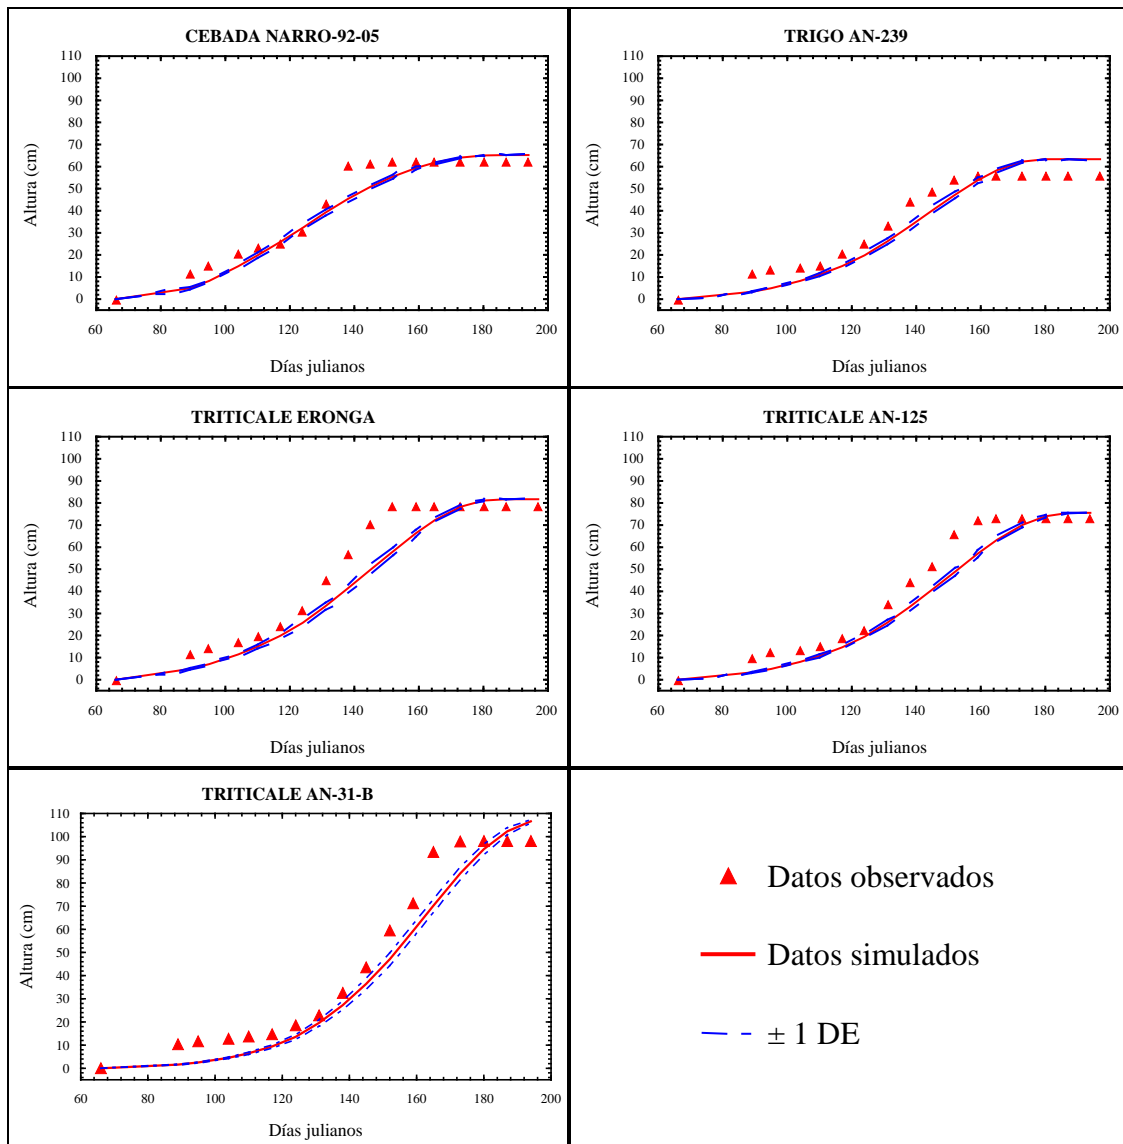 CEBADA NARRO-92-05
110
100
90
80
70
60
50
40
30
20
10
0
Altura (cm)
60 80 100 120 140 160 180 200
Días julianos
TRIGO AN-239
110
100
90
80
70
60
50
40
30
20
10
0
Altura (cm)
60 80 100 120 140 160 180 200
Días julianos
TRITICALE ERONGA
110
100
90
80
70
60
50
40
30
20
10
0
Altura (cm)
60 80 100 120 140 160 180 200
Días julianos
TRITICALE AN-125
110
100
90
80
70
60
50
40
30
20
10
0
Altura (cm)
60 80 100 120 140 160 180 200
Días julianos
TRITICALE AN-31-B
110
100
90
80
70
60
50
40
30
20
10
0
Altura (cm)
60 80 100 120 140 160 180 200
Días julianos
Datos observados
Datos simulados
± 1 DE